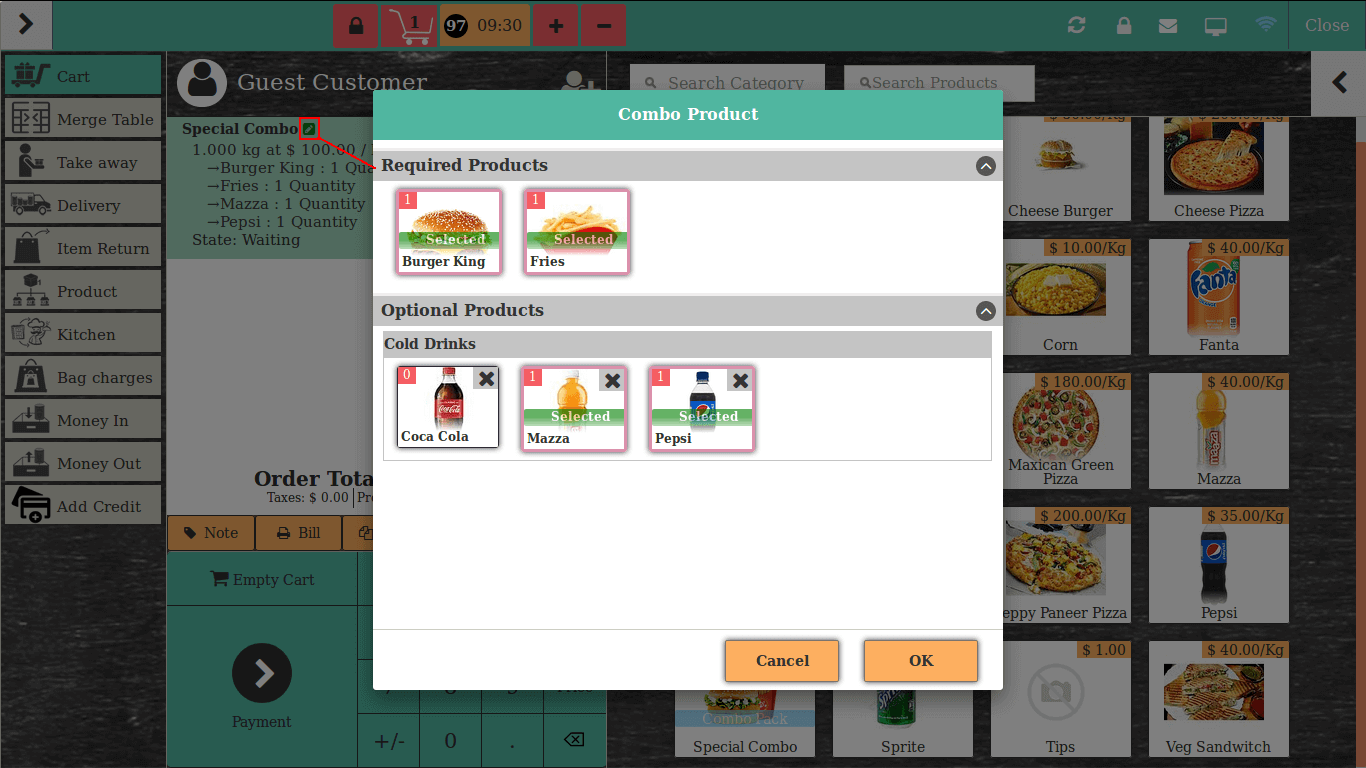 1
97 09:30
Close
Cart
Merge Table
Take away
Delivery
Item Return
Product
Kitchen
Bag charges
Money In
Money Out
Add Credit
Guest Customer
Search Category
Search Products
Special Combo
1.000 kg at $ 100.00 /
→Burger King : 1
→Fries : 1 Quantity
→Mazza : 1 Quantity
→Pepsi : 1 Quantity
State: Waiting
Order
Taxes: $ 0.00
Note
Bill
Empty Cart
Payment
+/-
0
.
Combo Product
Required Products
1
Selected
Burger King
1
Selected
Fries
Optional Products
Cold Drinks
0
Coca Cola
Coca Cola
1
Selected
Mazza
1
Selected
Pepsi
Cancel
OK
Cheese Burger
Cheese Pizza
$ 10.00/Kg
Corn
$ 40.00/Kg
Fanta
Fanta
$ 180.00/Kg
Maxican Green
Pizza
$ 40.00/Kg
Mazza
$ 200.00/Kg
Paneer Pizza
$ 35.00/Kg
Pepsi
Combo Pack
Special Combo
Sprite
$ 1.00
Tips
$ 40.00/Kg
Veg Sandwitch